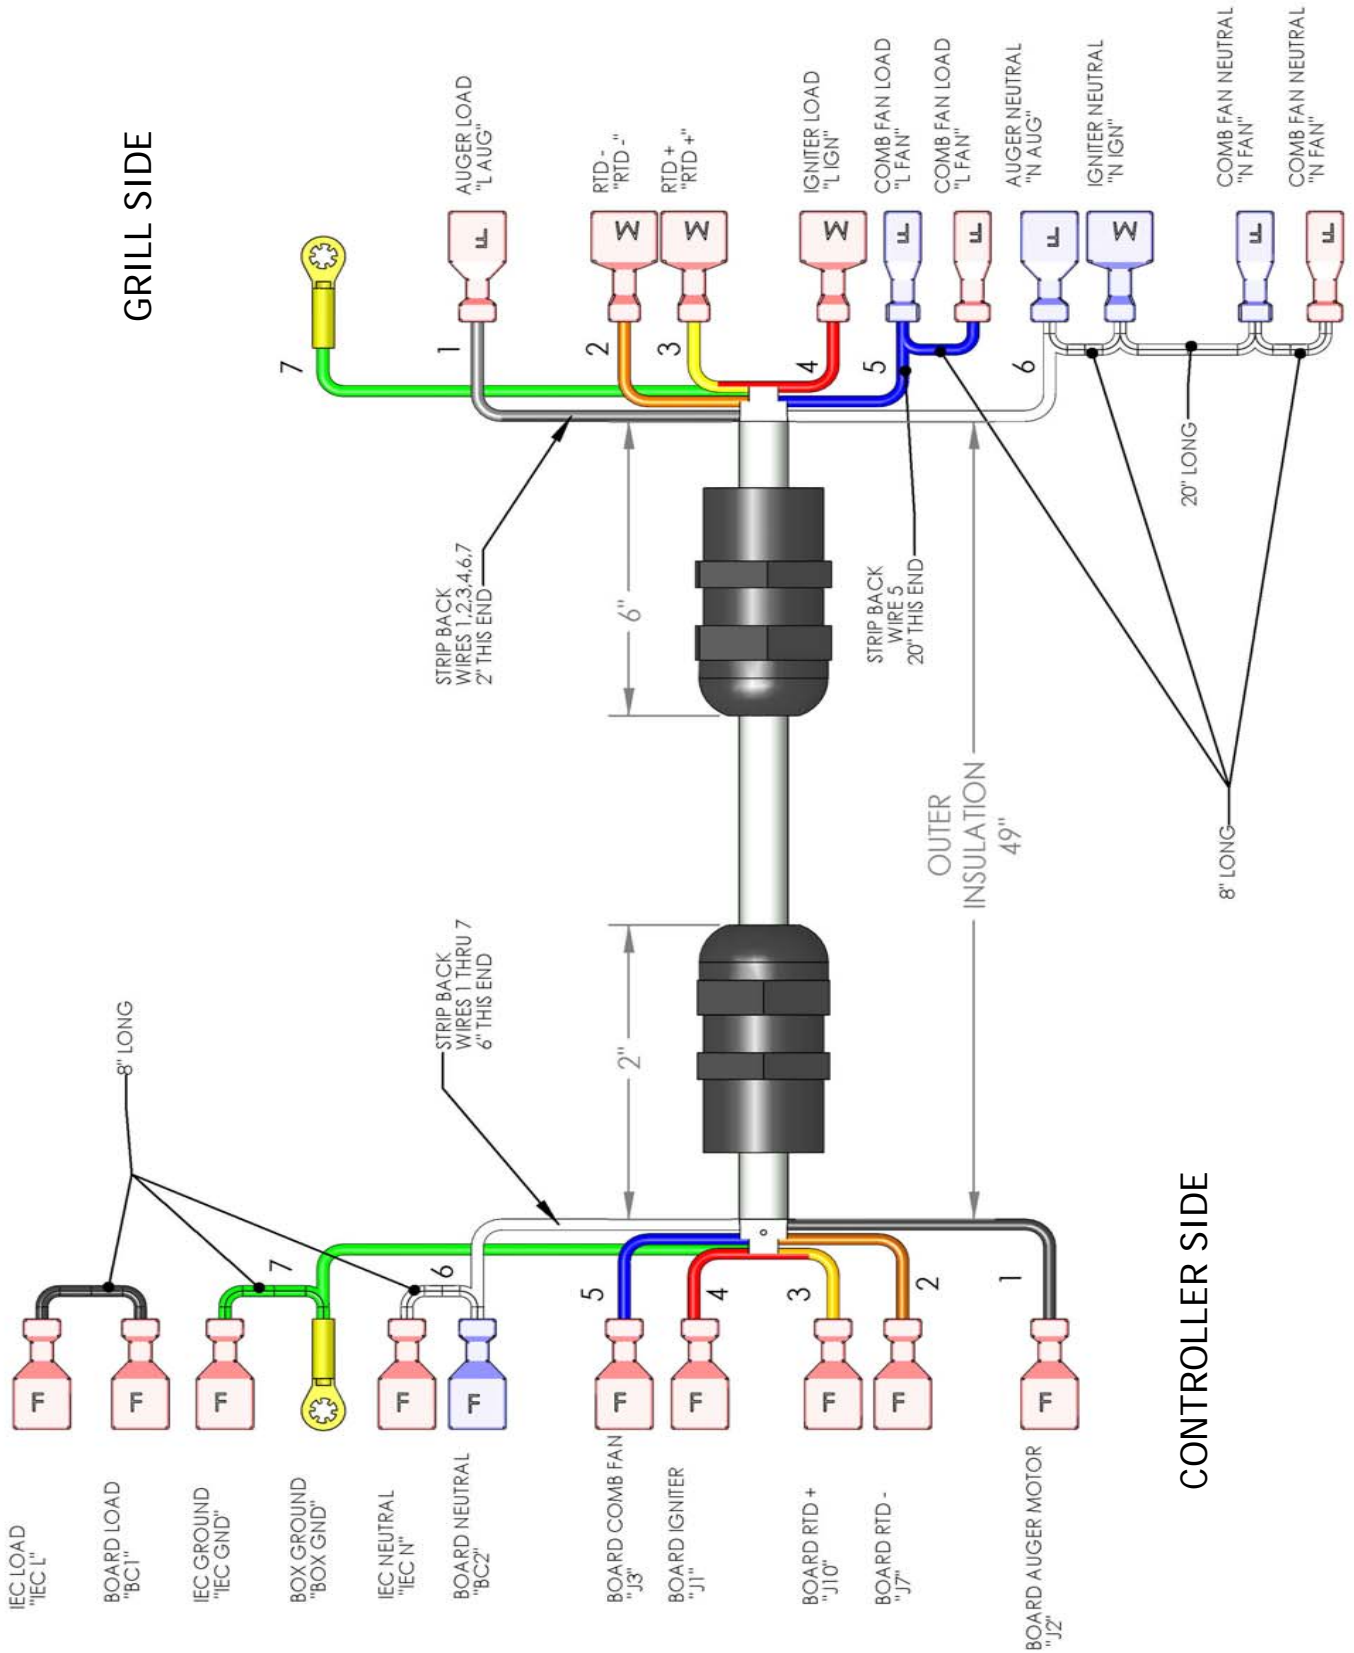 GRILL SIDE
7
1
AUGER LOAD
"L AUG"
2
RTD -
"RTD -"
3
RTD +
"RTD +"
4
IGNITER LOAD
"L IGN"
5
COMB FAN LOAD
"L FAN"
COMB FAN LOAD
"L FAN"
6
AUGER NEUTRAL
"N AUG"
IGNITER NEUTRAL
"N IGN"
COMB FAN NEUTRAL
"N FAN"
COMB FAN NEUTRAL
"N FAN"
F
M
M
M
F
F
F
M
F
F
STRIP BACK
WIRES 1,2,3,4,6,7
2" THIS END
6"
STRIP BACK
WIRE 5
20" THIS END
20" LONG
8" LONG
OUTER
INSULATION
49"
8" LONG
STRIP BACK
WIRES 1 THRU 7
6" THIS END
2"
7
6
5
4
3
2
1
F
F
F
F
F
F
F
F
F
F
IEC LOAD
"IEC L"
BOARD LOAD
"BC1"
IEC GROUND
"IEC GND"
BOX GROUND
"BOX GND"
IEC NEUTRAL
"IEC N"
BOARD NEUTRAL
"BC2"
BOARD COMB FAN
"J3"
BOARD IGNITER
"J1"
BOARD RTD +
"J10"
BOARD RTD -
"J7"
BOARD AUGER MOTOR
"J2"
CONTROLLER SIDE